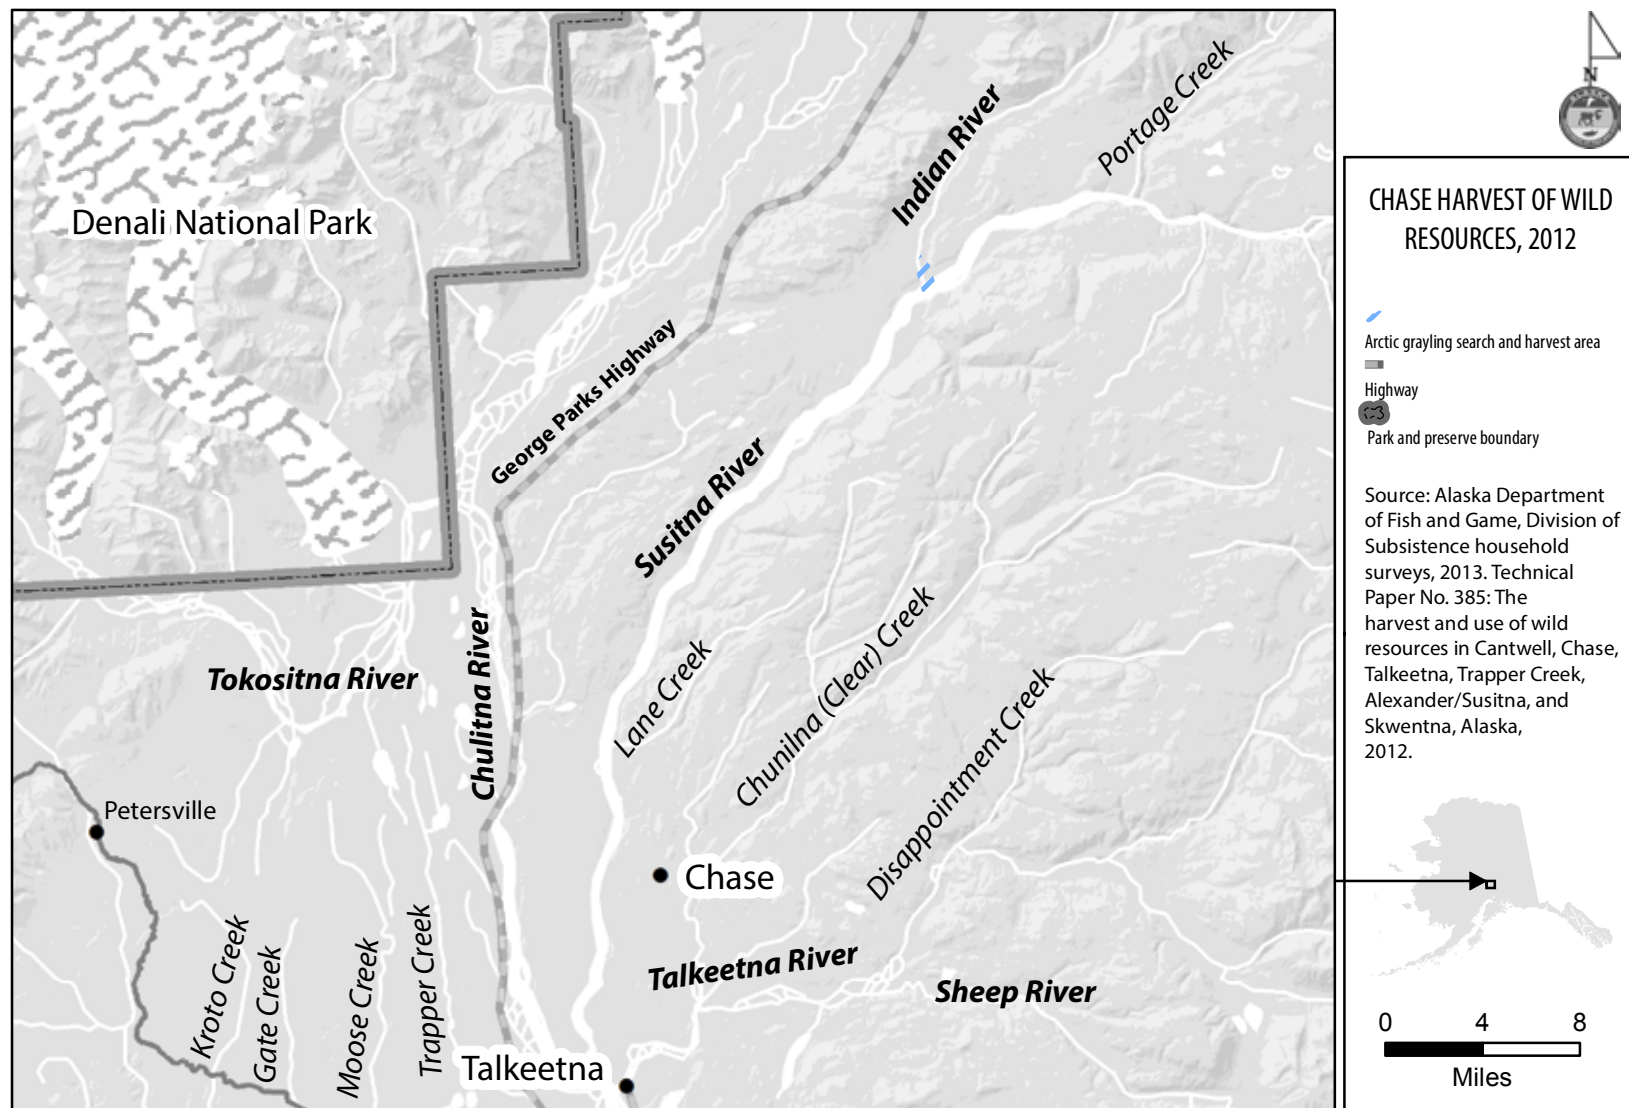 Denali National Park
Indian River
Portage Creek
George Parks Highway
Susitna River
Tokositna River
Chulitna River
Lane Creek
Chunilna (Clear) Creek
Disappointment Creek
Petersville
Chase
Kroto Creek
Gate Creek
Moose Creek
Trapper Creek
Talkeetna River
Sheep River
Talkeetna
N
CHASE HARVEST OF WILD
RESOURCES, 2012
Arctic grayling search and harvest area
Highway
Park and preserve boundary
Source: Alaska Department
of Fish and Game, Division of
Subsistence household
surveys, 2013. Technical
Paper No. 385: The
harvest and use of wild
resources in Cantwell, Chase,
Talkeetna, Trapper Creek,
Alexander/Susitna, and
Skwentna, Alaska,
2012.
0 4 8
Miles